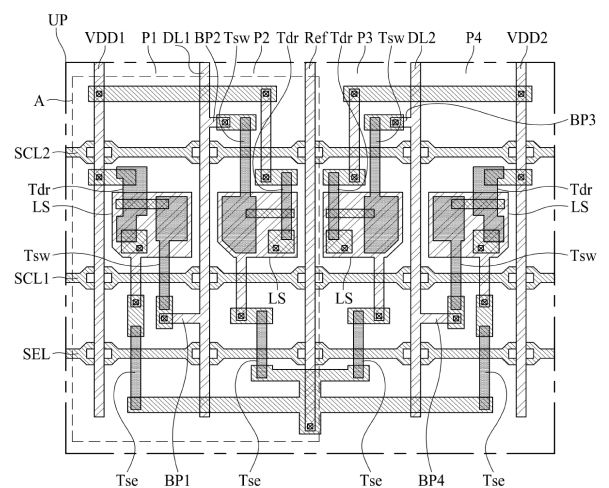 UP
VDD1 P1 DL1 BP2 Tsw P2 Tdr Ref Tdr P3 Tsw DL2 P4 VDD2
A
BP3
SCL2
Tdr Tdr
LS LS
Tsw Tsw
SCL1 LS LS
SEL
Tse BP1 Tse Tse BP4 Tse